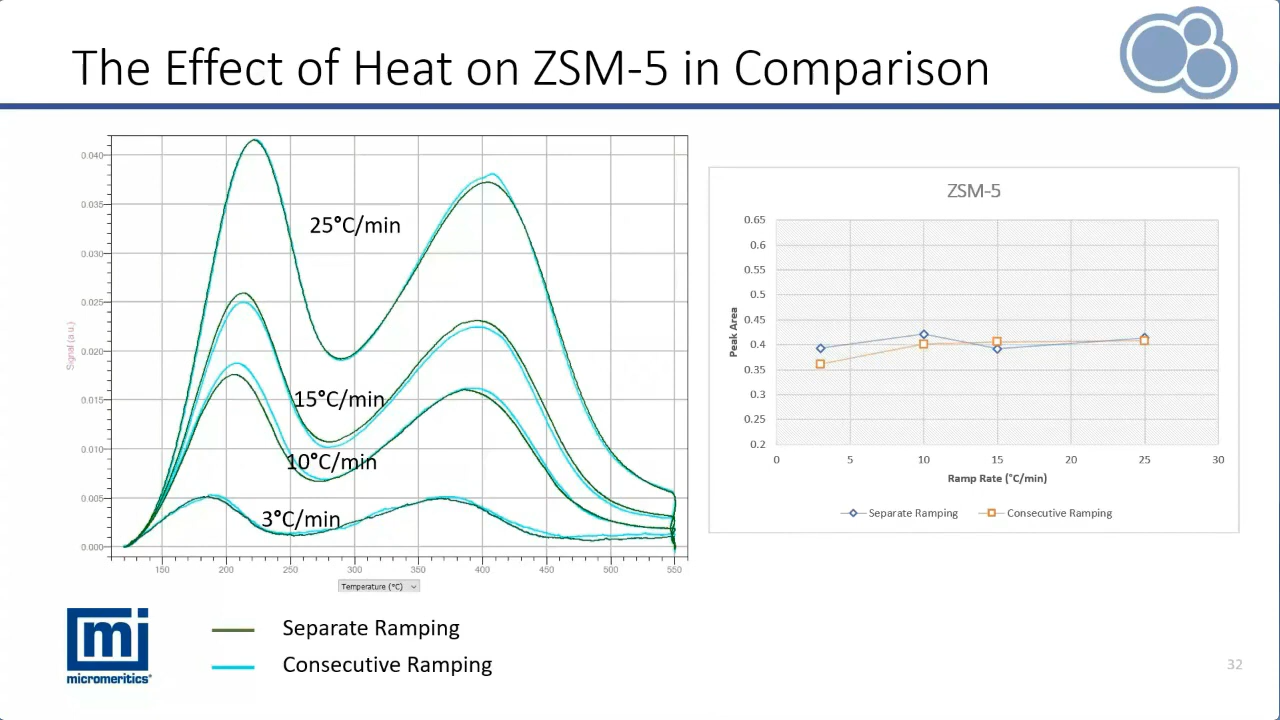 The Effect of Heat on ZSM-5 in Comparison
0.040
0.035
0.030
0.025
0.020
0.015
0.010
0.005
0.000
Signal (a.u.)
25°C/min
15°C/min
10°C/min
3°C/min
150 200 250 300 350 400 450 500 550
Temperature (°C)
ZSM-5
0.65
0.6
0.55
0.5
0.45
0.4
0.35
0.3
0.25
0.2
Peak Area
0 5 10 15 20 25 30
Ramp Rate (°C/min)
Separate Ramping Consecutive Ramping
mi
micromeritics®
Separate Ramping
Consecutive Ramping
32